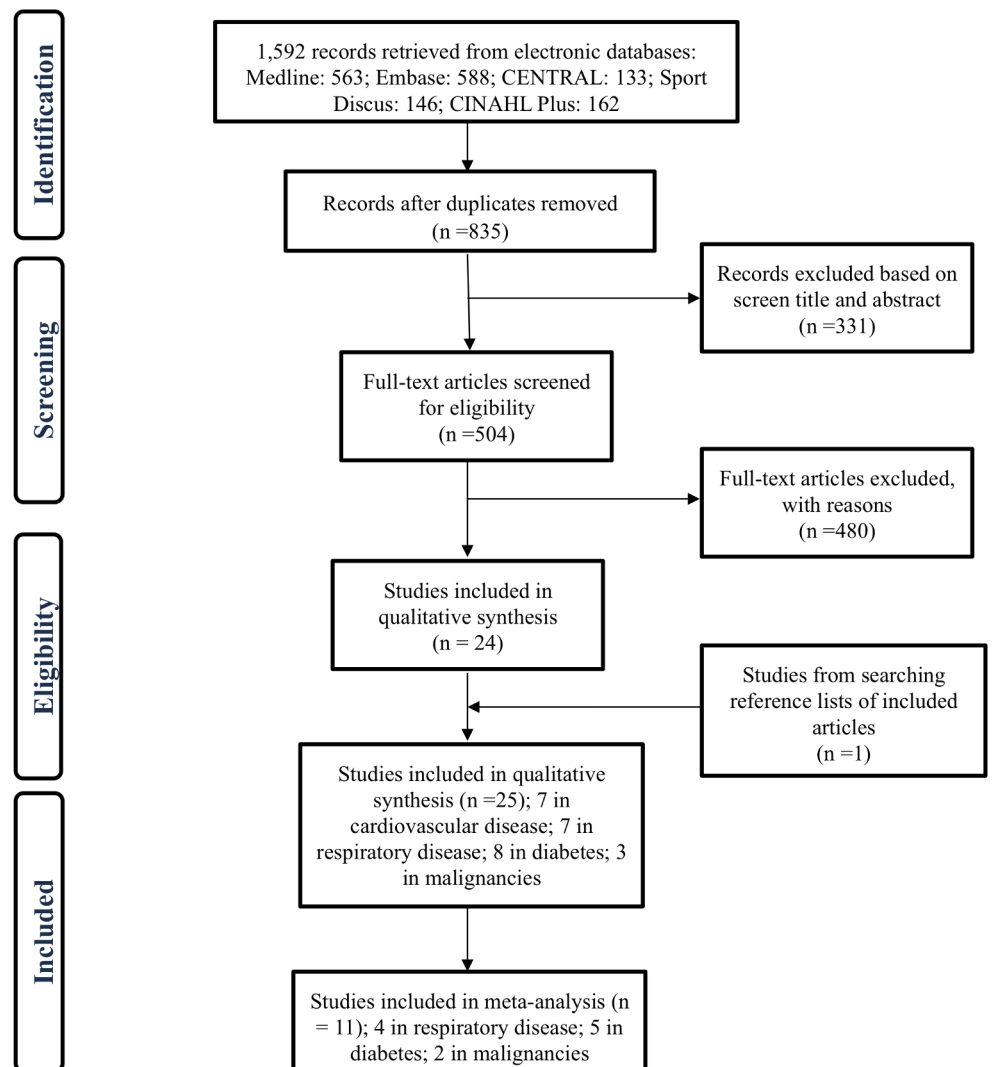 Identification
1,592 records retrieved from electronic databases:
Medline: 563; Embase: 588; CENTRAL: 133; Sport
Discus: 146; CINAHL Plus: 162
Records after duplicates removed
(n =835)
Screening
Records excluded based on
screen title and abstract
(n =331)
Full-text articles screened
for eligibility
(n =504)
Full-text articles excluded,
with reasons
(n =480)
Eligibility
Studies included in
qualitative synthesis
(n = 24)
Studies from searching
reference lists of included
articles
(n =1)
Studies included in qualitative
synthesis (n =25); 7 in
cardiovascular disease; 7 in
respiratory disease; 8 in diabetes; 3
in malignancies
Included
Studies included in meta-analysis (n
= 11); 4 in respiratory disease; 5 in
diabetes; 2 in malignancies